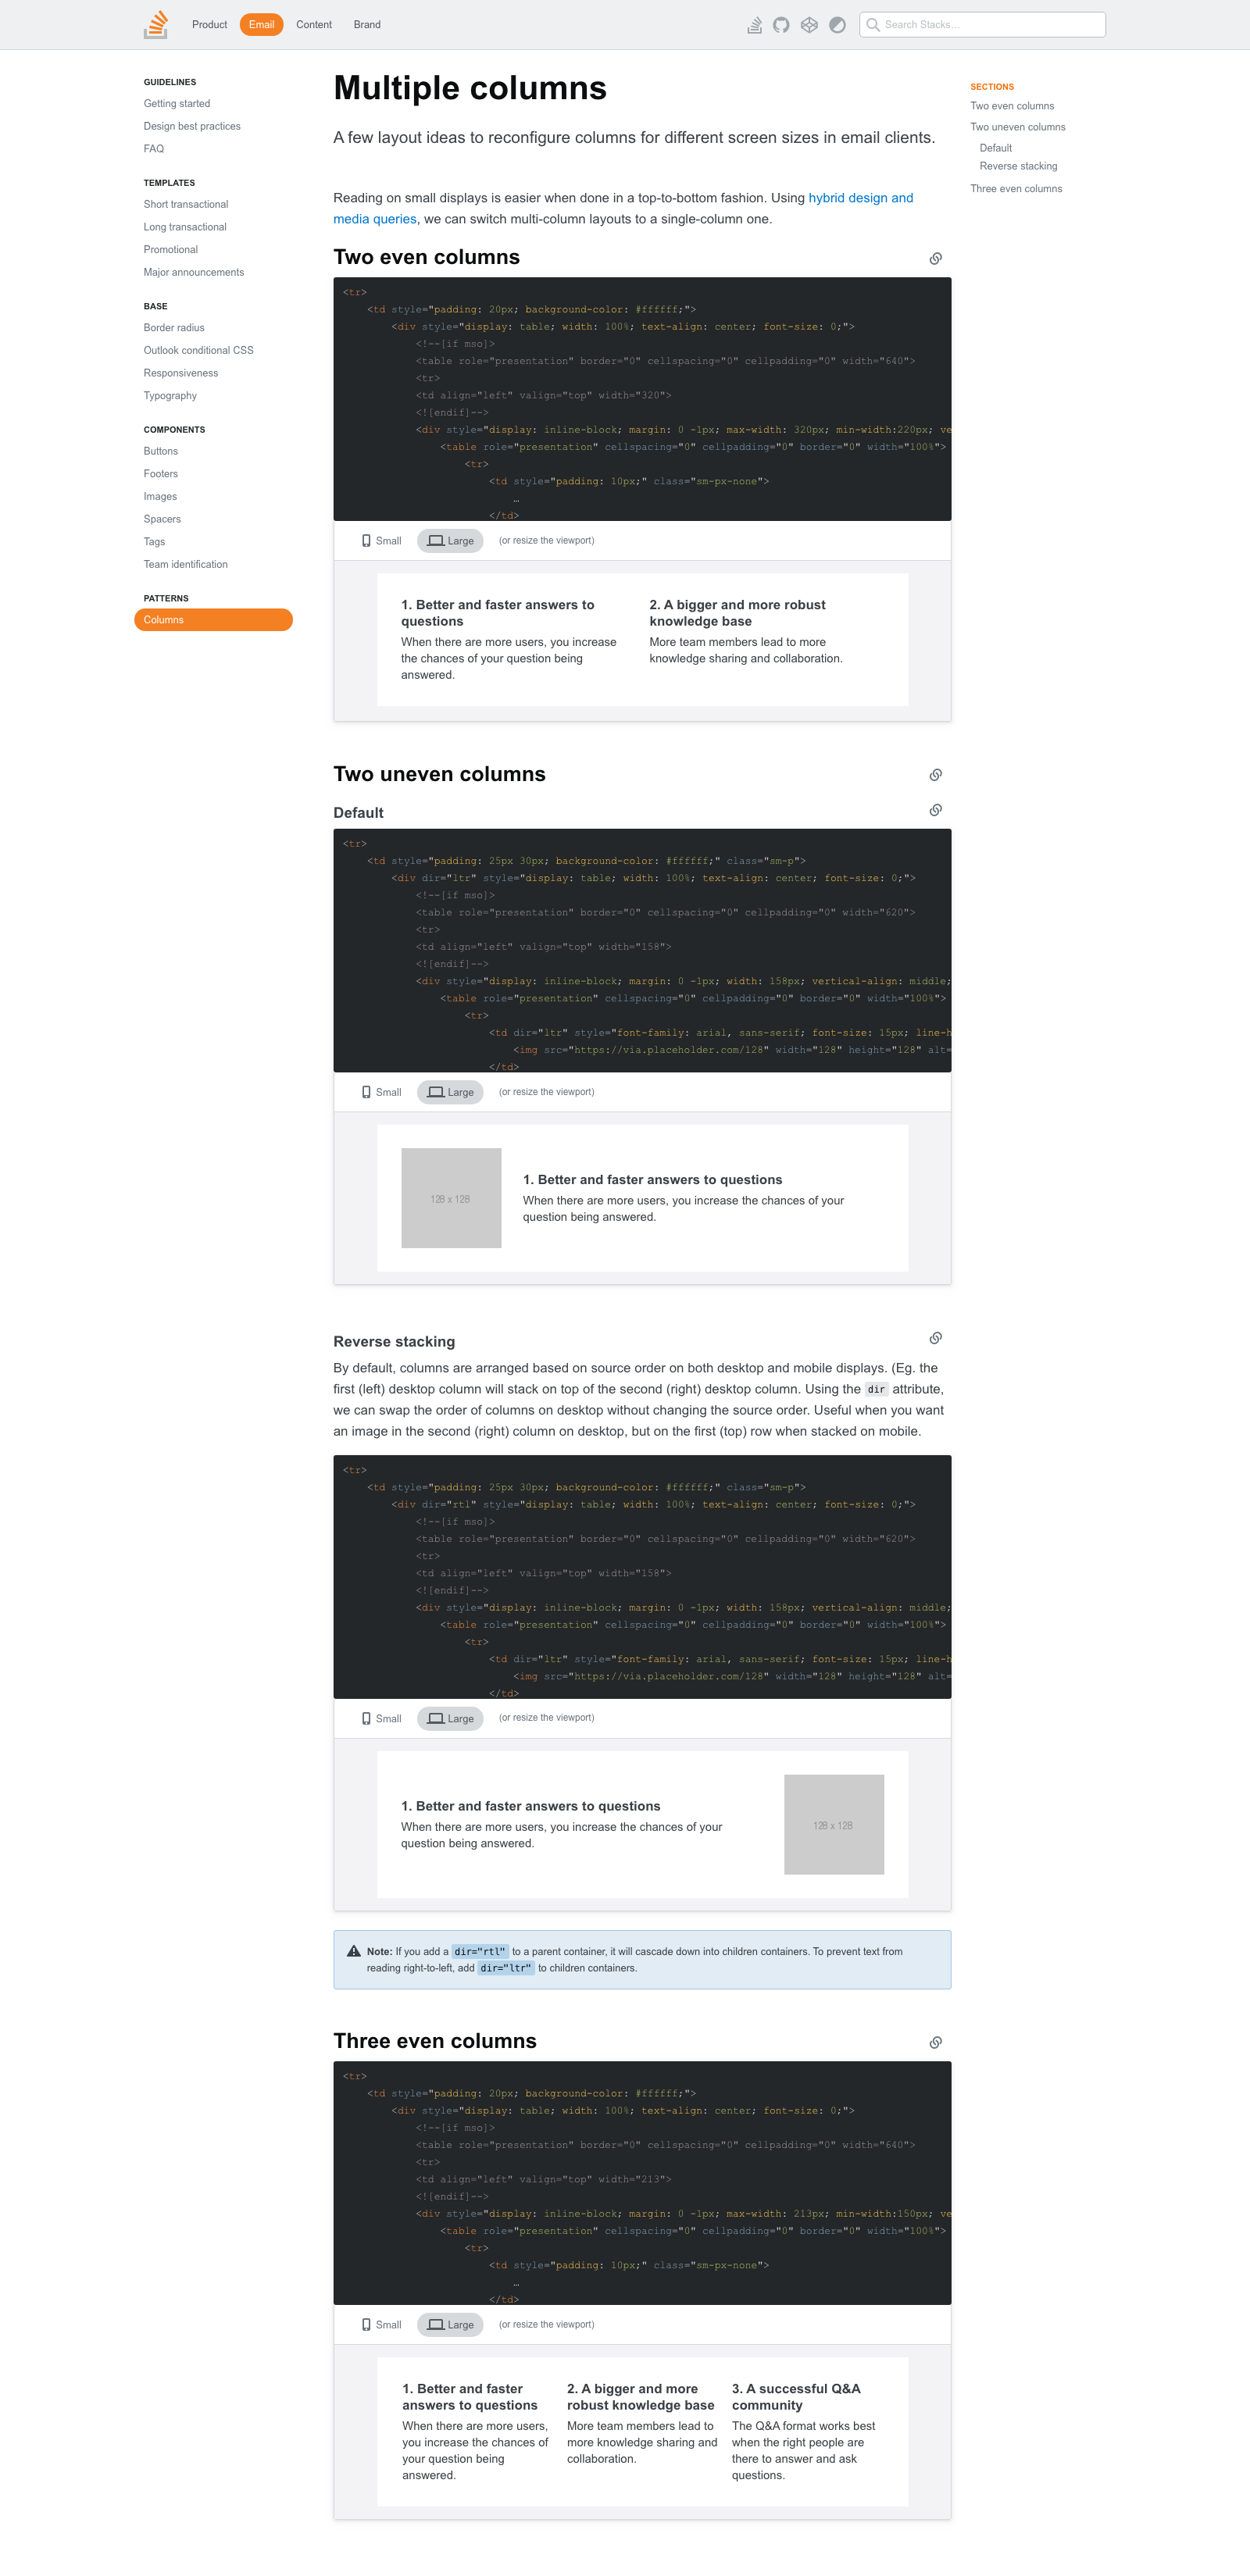 Product Email Content Brand
Search Stacks…
GUIDELINES
Getting started
Design best practices
FAQ
TEMPLATES
Short transactional
Long transactional
Promotional
Major announcements
BASE
Border radius
Outlook conditional CSS
Responsiveness
Typography
COMPONENTS
Buttons
Footers
Images
Spacers
Tags
Team identification
PATTERNS
Columns
Multiple columns
A few layout ideas to reconfigure columns for different screen sizes in email clients.
Reading on small displays is easier when done in a top-to-bottom fashion. Using hybrid design and
media queries, we can switch multi-column layouts to a single-column one.
Two even columns
<tr>
<td style="padding: 20px; background-color: #ffffff;">
<div style="display: table; width: 100%; text-align: center; font-size: 0;">
<!--[if mso]>
<table role="presentation" border="0" cellspacing="0" cellpadding="0" width="640">
<tr>
<td align="left" valign="top" width="320">
<![endif]-->
<div style="display: inline-block; margin: 0 -1px; max-width: 320px; min-width:220px; ve
<table role="presentation" cellspacing="0" cellpadding="0" border="0" width="100%">
<tr>
<td style="padding: 10px;" class="sm-px-none">
…
</td>
Small Large (or resize the viewport)
1. Better and faster answers to
questions
When there are more users, you increase
the chances of your question being
answered.
2. A bigger and more robust
knowledge base
More team members lead to more
knowledge sharing and collaboration.
Two uneven columns
Default
<tr>
<td style="padding: 25px 30px; background-color: #ffffff;" class="sm-p">
<div dir="ltr" style="display: table; width: 100%; text-align: center; font-size: 0;">
<!--[if mso]>
<table role="presentation" border="0" cellspacing="0" cellpadding="0" width="620">
<tr>
<td align="left" valign="top" width="158">
<![endif]-->
<div style="display: inline-block; margin: 0 -1px; width: 158px; vertical-align: middle;
<table role="presentation" cellspacing="0" cellpadding="0" border="0" width="100%">
<tr>
<td dir="ltr" style="font-family: arial, sans-serif; font-size: 15px; line-h
<img src="https://via.placeholder.com/128" width="128" height="128" alt=
</td>
Small Large (or resize the viewport)
128 x 128
1. Better and faster answers to questions
When there are more users, you increase the chances of your
question being answered.
Reverse stacking
By default, columns are arranged based on source order on both desktop and mobile displays. (Eg. the
first (left) desktop column will stack on top of the second (right) desktop column. Using the dir attribute,
we can swap the order of columns on desktop without changing the source order. Useful when you want
an image in the second (right) column on desktop, but on the first (top) row when stacked on mobile.
<tr>
<td style="padding: 25px 30px; background-color: #ffffff;" class="sm-p">
<div dir="rtl" style="display: table; width: 100%; text-align: center; font-size: 0;">
<!--[if mso]>
<table role="presentation" border="0" cellspacing="0" cellpadding="0" width="620">
<tr>
<td align="left" valign="top" width="158">
<![endif]-->
<div style="display: inline-block; margin: 0 -1px; width: 158px; vertical-align: middle;
<table role="presentation" cellspacing="0" cellpadding="0" border="0" width="100%">
<tr>
<td dir="ltr" style="font-family: arial, sans-serif; font-size: 15px; line-h
<img src="https://via.placeholder.com/128" width="128" height="128" alt=
</td>
Small Large (or resize the viewport)
1. Better and faster answers to questions
When there are more users, you increase the chances of your
question being answered.
128 x 128
Note: If you add a dir="rtl" to a parent container, it will cascade down into children containers. To prevent text from
reading right-to-left, add dir="ltr" to children containers.
Three even columns
<tr>
<td style="padding: 20px; background-color: #ffffff;">
<div style="display: table; width: 100%; text-align: center; font-size: 0;">
<!--[if mso]>
<table role="presentation" border="0" cellspacing="0" cellpadding="0" width="640">
<tr>
<td align="left" valign="top" width="213">
<![endif]-->
<div style="display: inline-block; margin: 0 -1px; max-width: 213px; min-width:150px; ve
<table role="presentation" cellspacing="0" cellpadding="0" border="0" width="100%">
<tr>
<td style="padding: 10px;" class="sm-px-none">
…
</td>
Small Large (or resize the viewport)
1. Better and faster
answers to questions
When there are more users,
you increase the chances of
your question being
answered.
2. A bigger and more
robust knowledge base
More team members lead to
more knowledge sharing and
collaboration.
3. A successful Q&A
community
The Q&A format works best
when the right people are
there to answer and ask
questions.
SECTIONS
Two even columns
Two uneven columns
Default
Reverse stacking
Three even columns